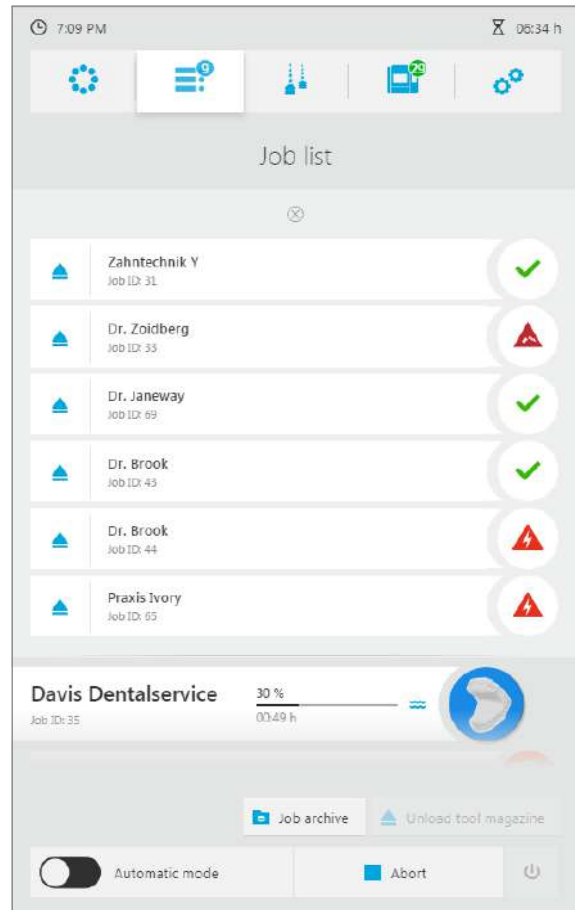 7:09 PM
06:34 h
9
29
Job list
Zahntechnik Y
Job ID: 31
Dr. Zoidberg
Job ID: 33
Dr. Janeway
Job ID: 69
Dr. Brook
Job ID: 43
Dr. Brook
Job ID: 44
Praxis Ivory
Job ID: 65
Davis Dentalservice
Job ID: 35
30 %
00:49 h
Job archive
Unload tool magazine
Automatic mode
Abort